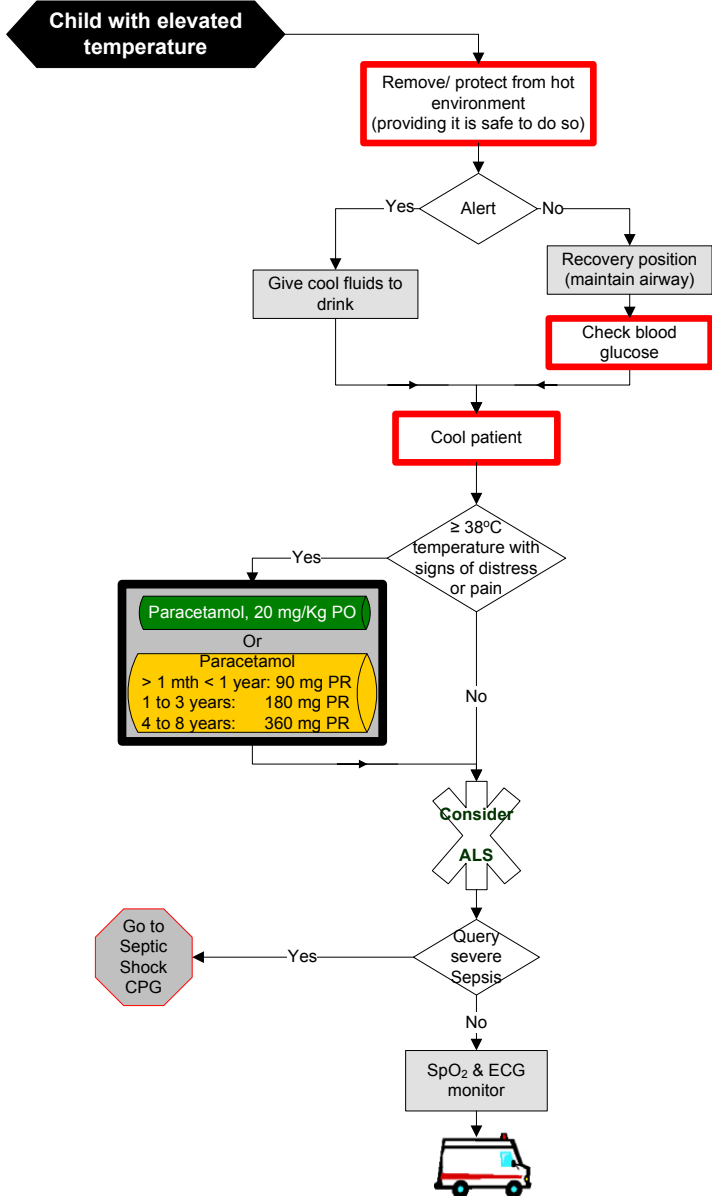 Child with elevated
temperature
Remove/ protect from hot
environment
(providing it is safe to do so)
Alert
Yes
No
Give cool fluids to
drink
Recovery position
(maintain airway)
Check blood
glucose
Cool patient
≥ 38ºC
temperature with
signs of distress
or pain
Yes
Paracetamol, 20 mg/Kg PO
Or
Paracetamol
> 1 mth < 1 year: 90 mg PR
1 to 3 years: 180 mg PR
4 to 8 years: 360 mg PR
No
Consider
ALS
Query
severe
Sepsis
Yes
Go to
Septic
Shock
CPG
No
SpO₂ & ECG
monitor